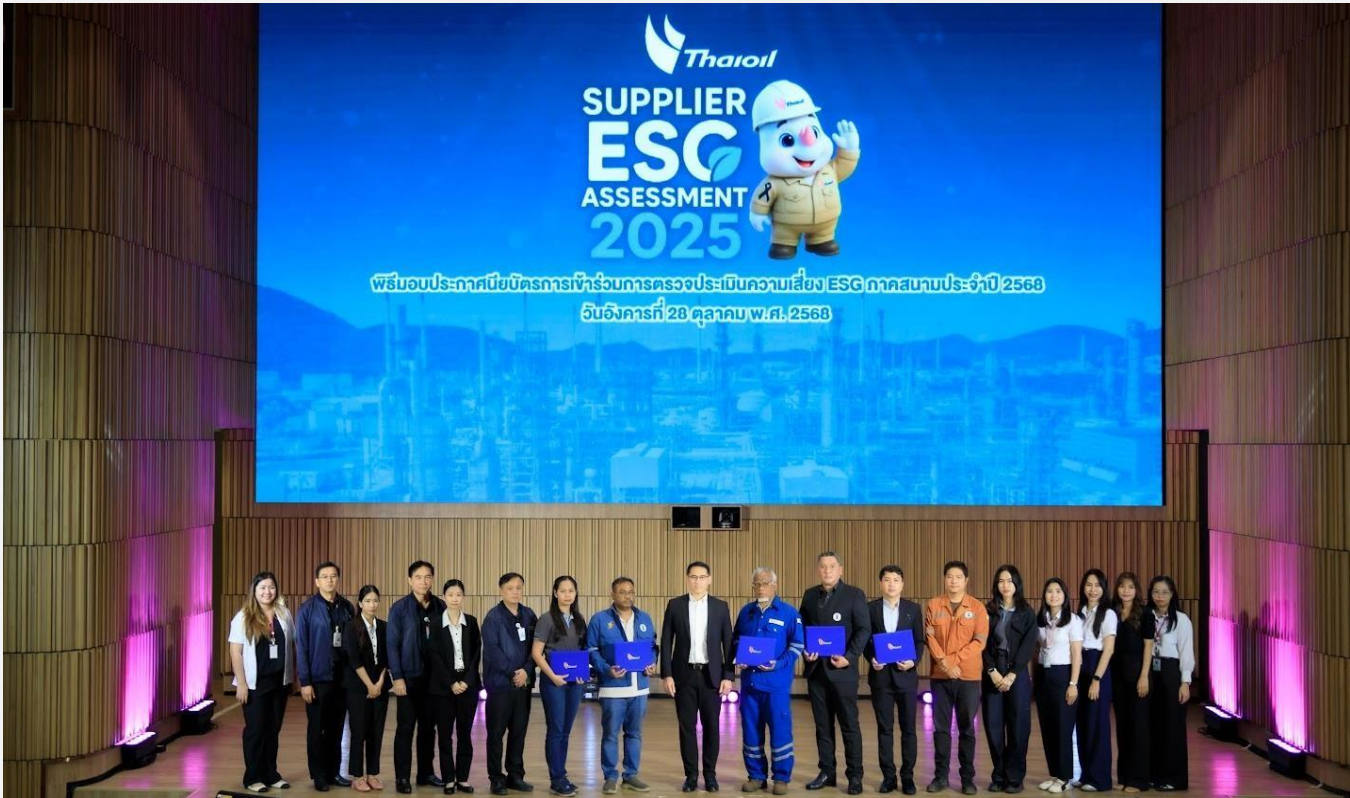 Thaioil
SUPPLIER
ESG
ASSESSMENT
2025
พิธีมอบประกาศนียบัตรการเข้าร่วมการตรวจประเมินความเสี่ยง ESG ภาคสนามประจำปี 2568
วันอังคารที่ 28 ตุลาคม พ.ศ. 2568